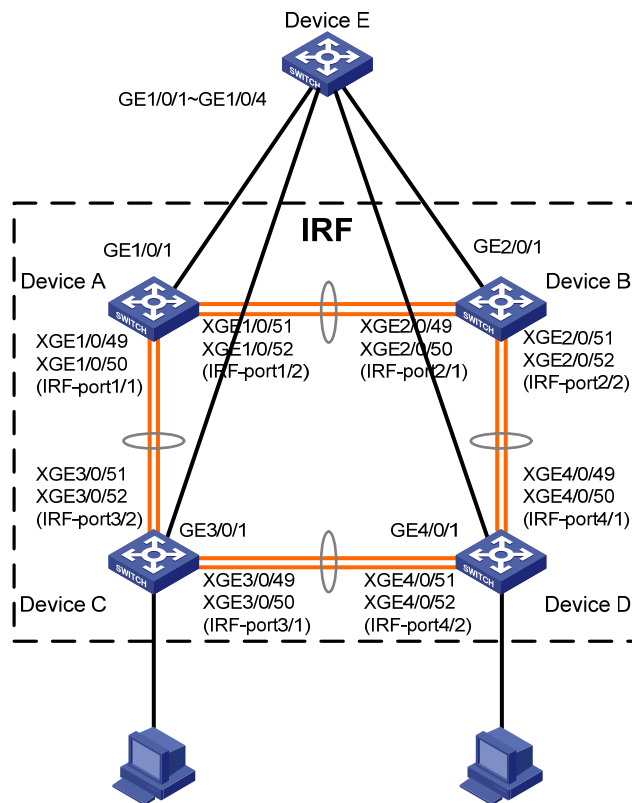 Device E
SWITCH
GE1/0/1~GE1/0/4
IRF
GE1/0/1
GE2/0/1
Device A
Device B
SWITCH
SWITCH
XGE1/0/49
XGE1/0/50
(IRF-port1/1)
XGE1/0/51
XGE1/0/52
(IRF-port1/2)
XGE2/0/49
XGE2/0/50
(IRF-port2/1)
XGE2/0/51
XGE2/0/52
(IRF-port2/2)
XGE3/0/51
XGE3/0/52
(IRF-port3/2)
XGE4/0/49
XGE4/0/50
(IRF-port4/1)
GE3/0/1
GE4/0/1
SWITCH
SWITCH
Device C
XGE3/0/49
XGE3/0/50
(IRF-port3/1)
XGE4/0/51
XGE4/0/52
(IRF-port4/2)
Device D